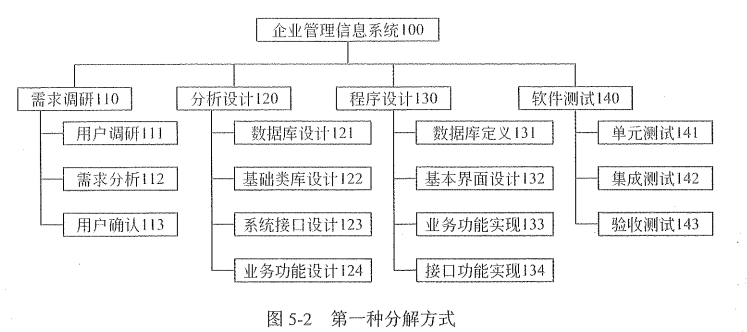 企业管理信息系统100
需求调研110 分析设计120 程序设计130 软件测试140
用户调研111 数据库设计121 数据库定义131 单元测试141
需求分析112 基础类库设计122 基本界面设计132 集成测试142
用户确认113 系统接口设计123 业务功能实现133 验收测试143
业务功能设计124 接口功能实现134
图 5-2 第一种分解方式